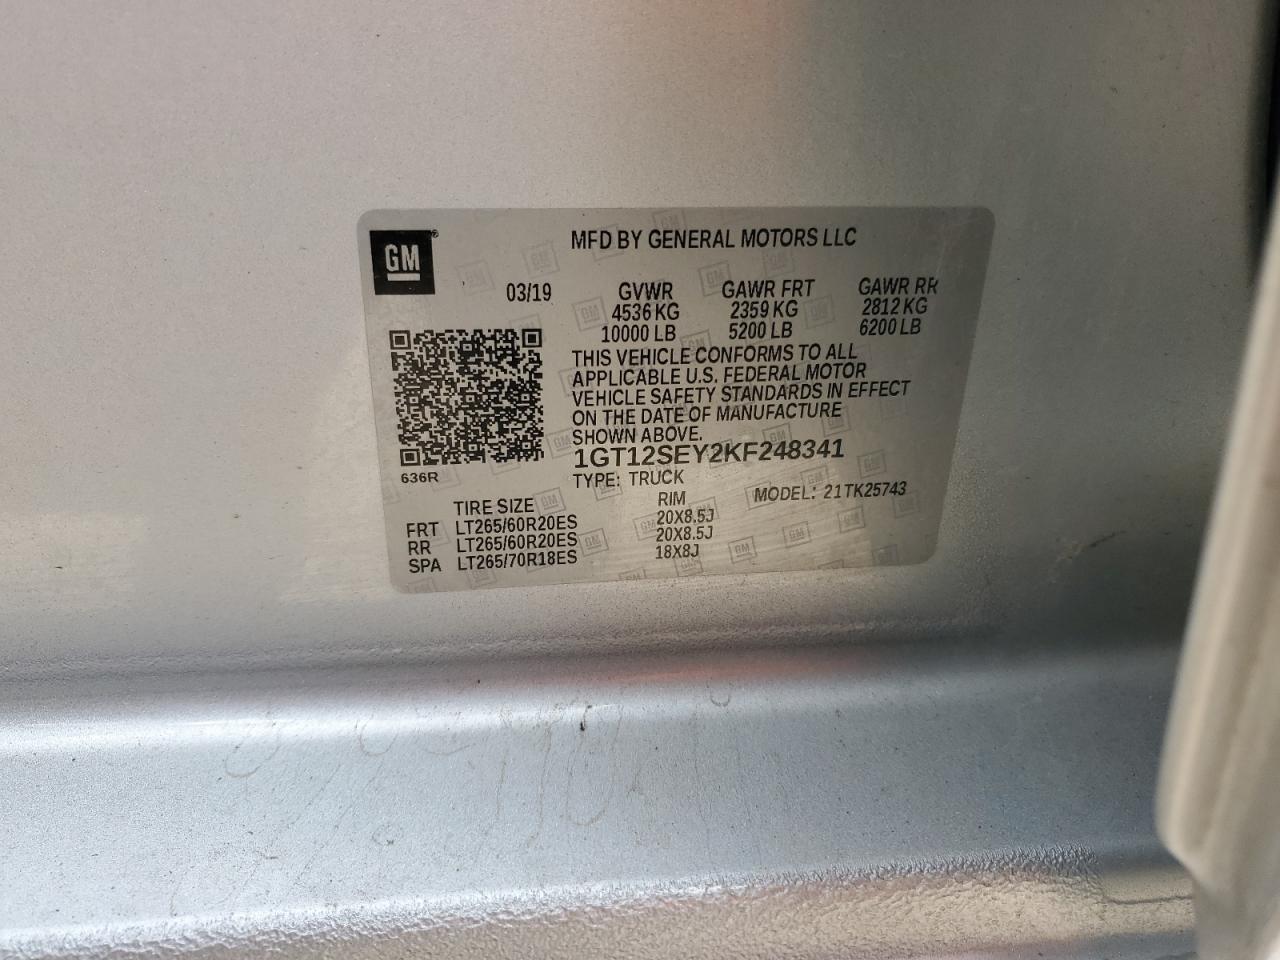 GM®
MFD BY GENERAL MOTORS LLC
03/19 GVWR GAWR FRT GAWR RR
4536 KG 2359 KG 2812 KG
10000 LB 5200 LB 6200 LB
THIS VEHICLE CONFORMS TO ALL
APPLICABLE U.S. FEDERAL MOTOR
VEHICLE SAFETY STANDARDS IN EFFECT
ON THE DATE OF MANUFACTURE
SHOWN ABOVE.
1GT12SEY2KF248341
636R
TYPE: TRUCK
MODEL: 21TK25743
TIRE SIZE RIM
FRT LT265/60R20ES 20X8.5J
RR LT265/60R20ES 20X8.5J
SPA LT265/70R18ES 18X8J